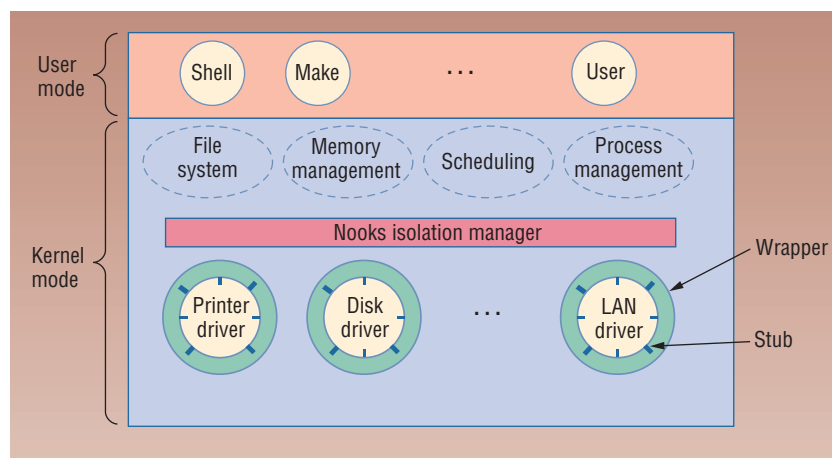 User
mode
Shell
Make
...
User
File
system
Memory
management
Scheduling
Process
management
Nooks isolation manager
Kernel
mode
Printer
driver
Disk
driver
...
LAN
driver
Wrapper
Stub